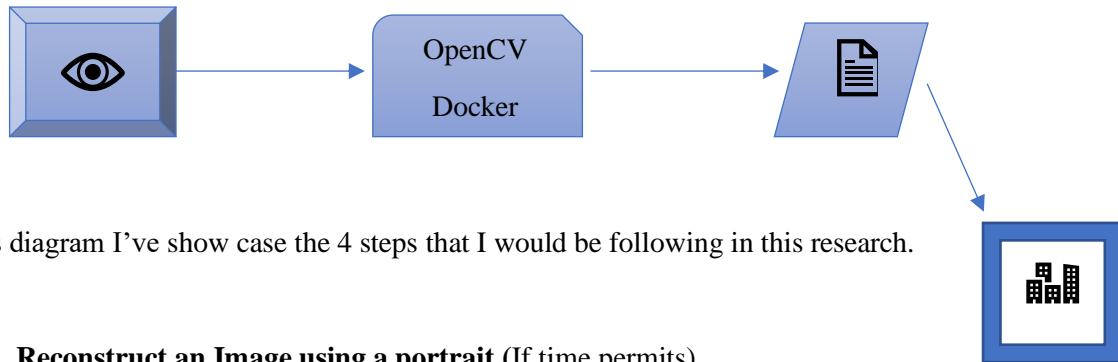 OpenCV
Docker
s diagram I’ve show case the 4 steps that I would be following in this research.
Reconstruct an Image using a portrait (If time permits)